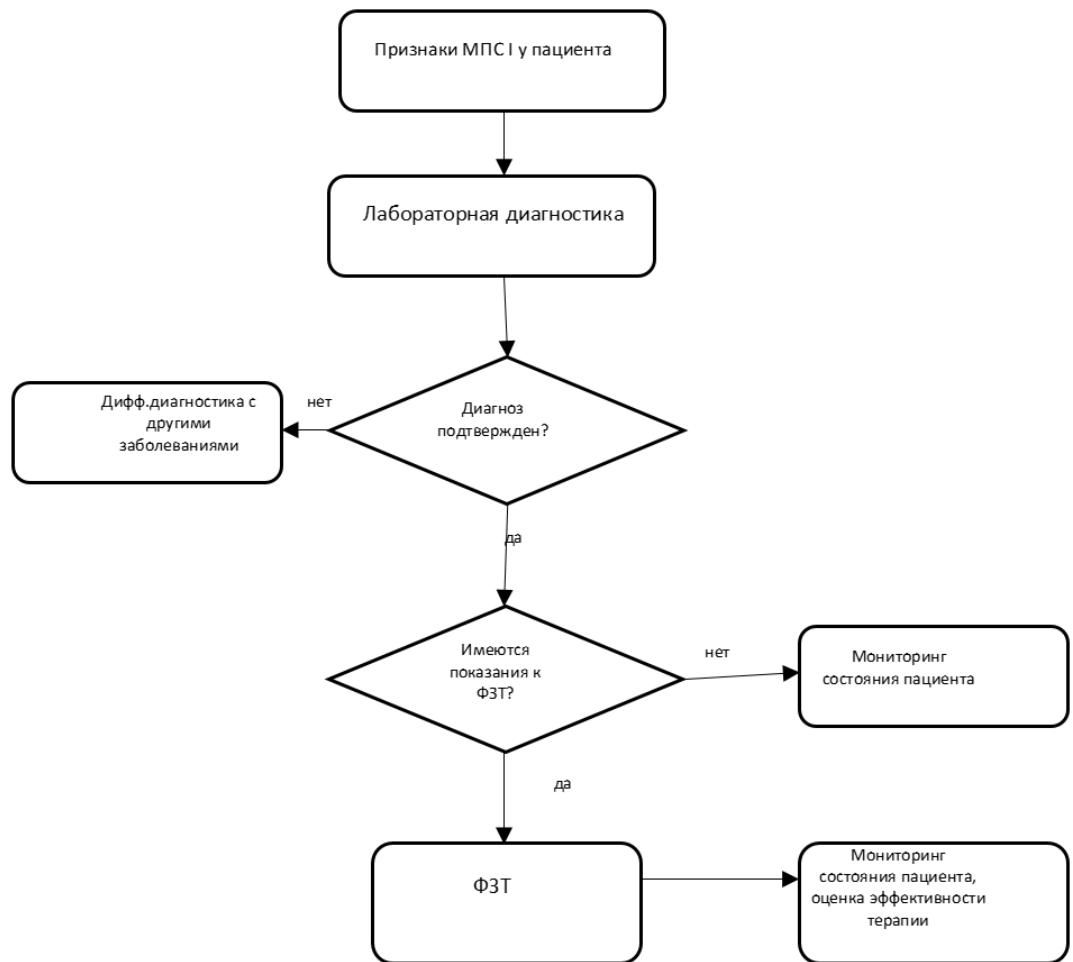 Признаки МПС I у пациента
Лабораторная диагностика
Диагноз
подтвержден?
нет
Дифф.диагностика с
другими
заболеваниями
да
Имеются
показания к
ФЗТ?
нет
Мониторинг
состояния пациента
да
ФЗТ
Мониторинг
состояния пациента,
оценка эффективности
терапии